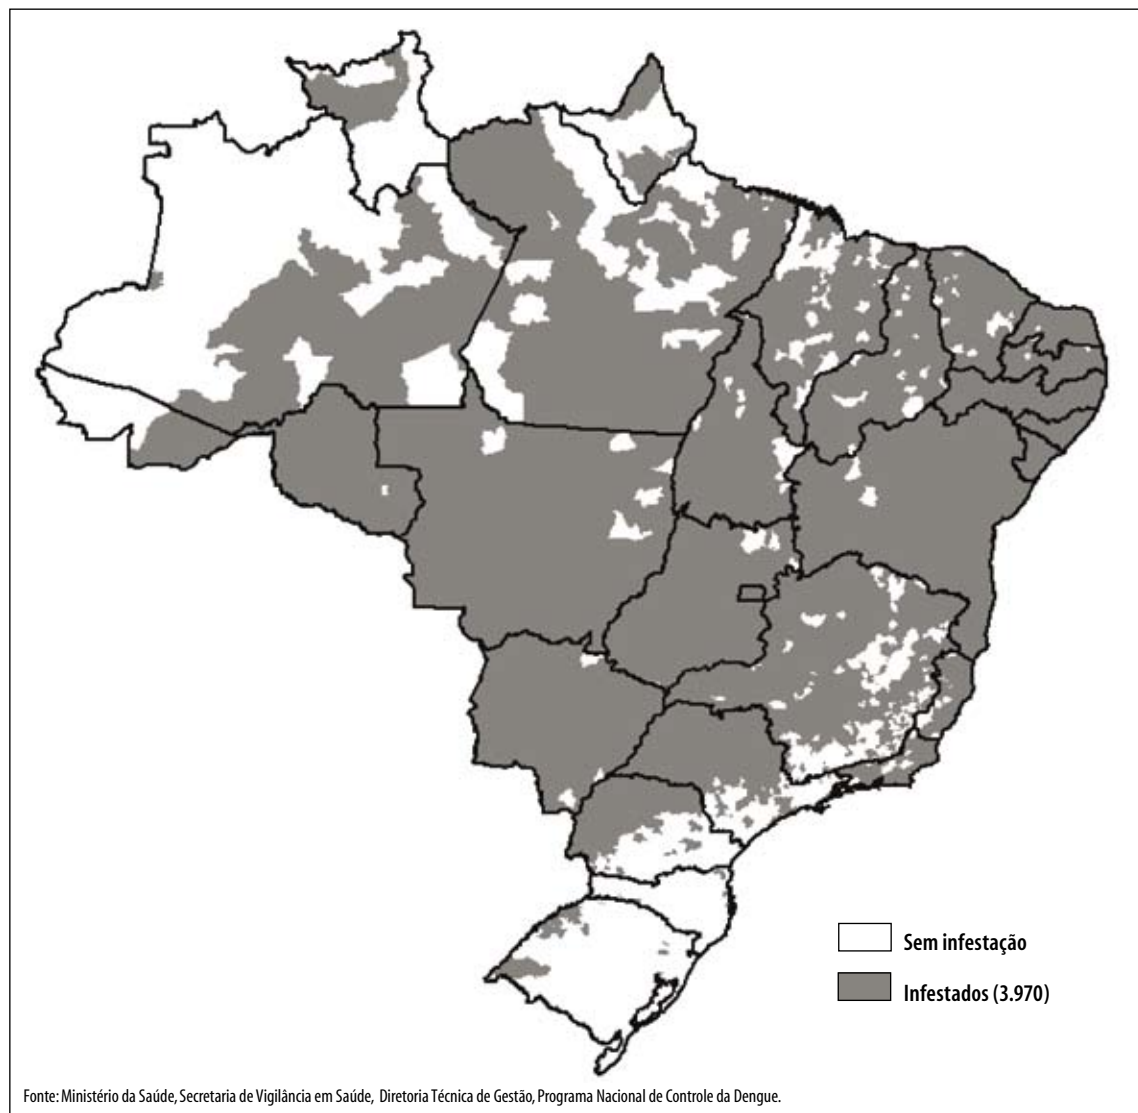 Sem infestação
Infestados (3.970)
Fonte: Ministério da Saúde, Secretaria de Vigilância em Saúde, Diretoria Técnica de Gestão, Programa Nacional de Controle da Dengue.